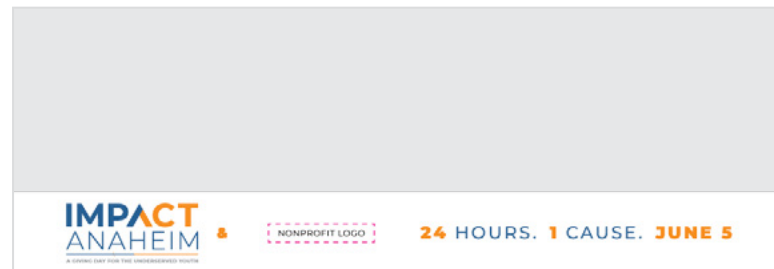 IMPACT
ANAHEIM
A GIVING DAY FOR THE UNDERSERVED YOUTH
&
NONPROFIT LOGO
24 HOURS. 1 CAUSE. JUNE 5